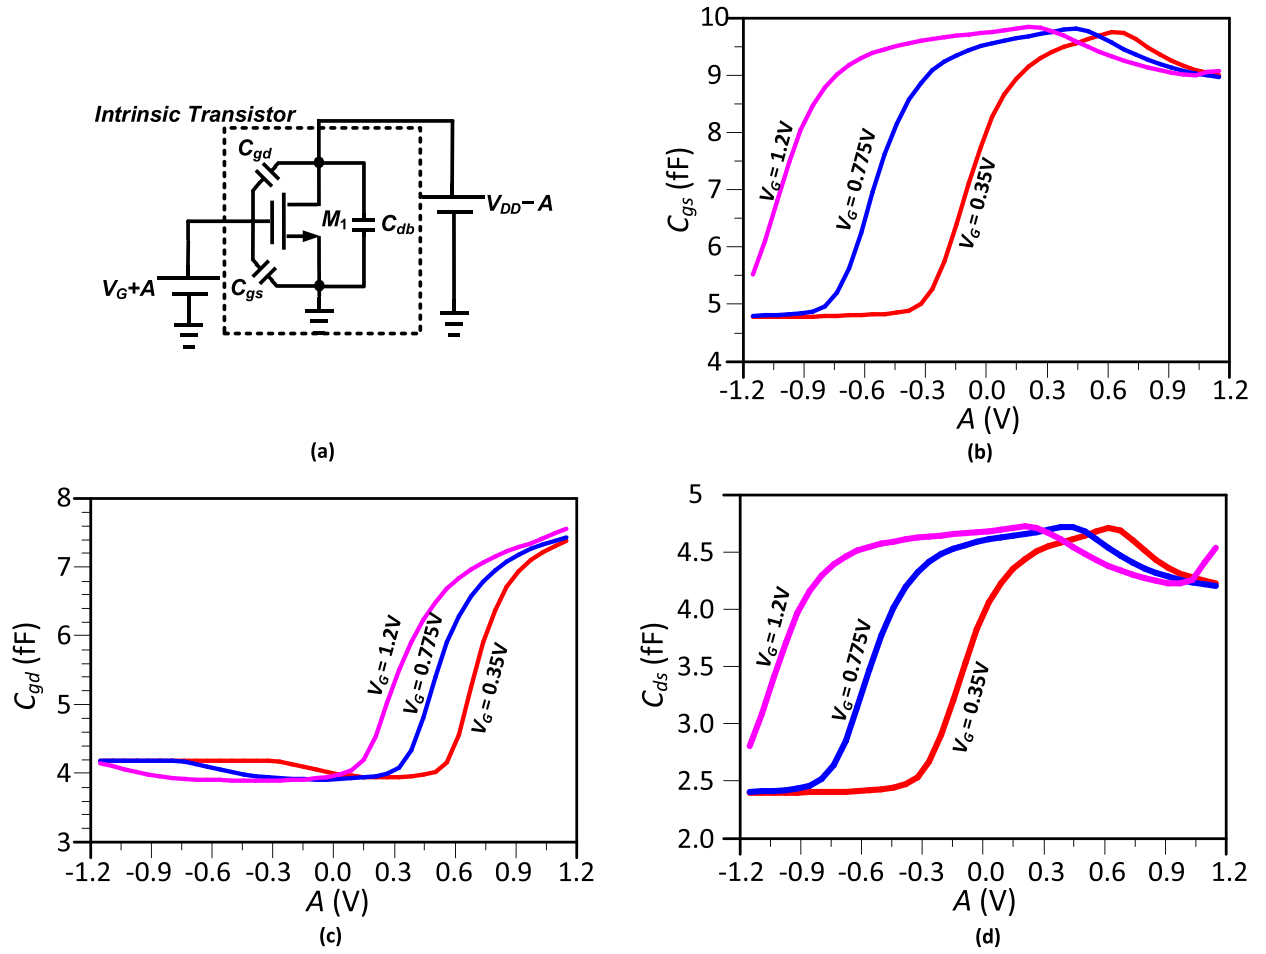 Intrinsic Transistor
Cgd
M1
Cdb
VDD−A
VG+A
Cgs
(a)
10
9
8
7
6
5
4
Cgs (fF)
VG = 1.2V
VG = 0.775V
VG = 0.35V
-1.2 -0.9 -0.6 -0.3 0.0 0.3 0.6 0.9 1.2
A (V)
(b)
8
7
6
5
4
3
Cgd (fF)
VG = 1.2V
VG = 0.775V
VG = 0.35V
-1.2 -0.9 -0.6 -0.3 0.0 0.3 0.6 0.9 1.2
A (V)
(c)
5
4.5
4.0
3.5
3.0
2.5
2.0
Cds (fF)
VG = 1.2V
VG = 0.775V
VG = 0.35V
-1.2 -0.9 -0.6 -0.3 0.0 0.3 0.6 0.9 1.2
A (V)
(d)